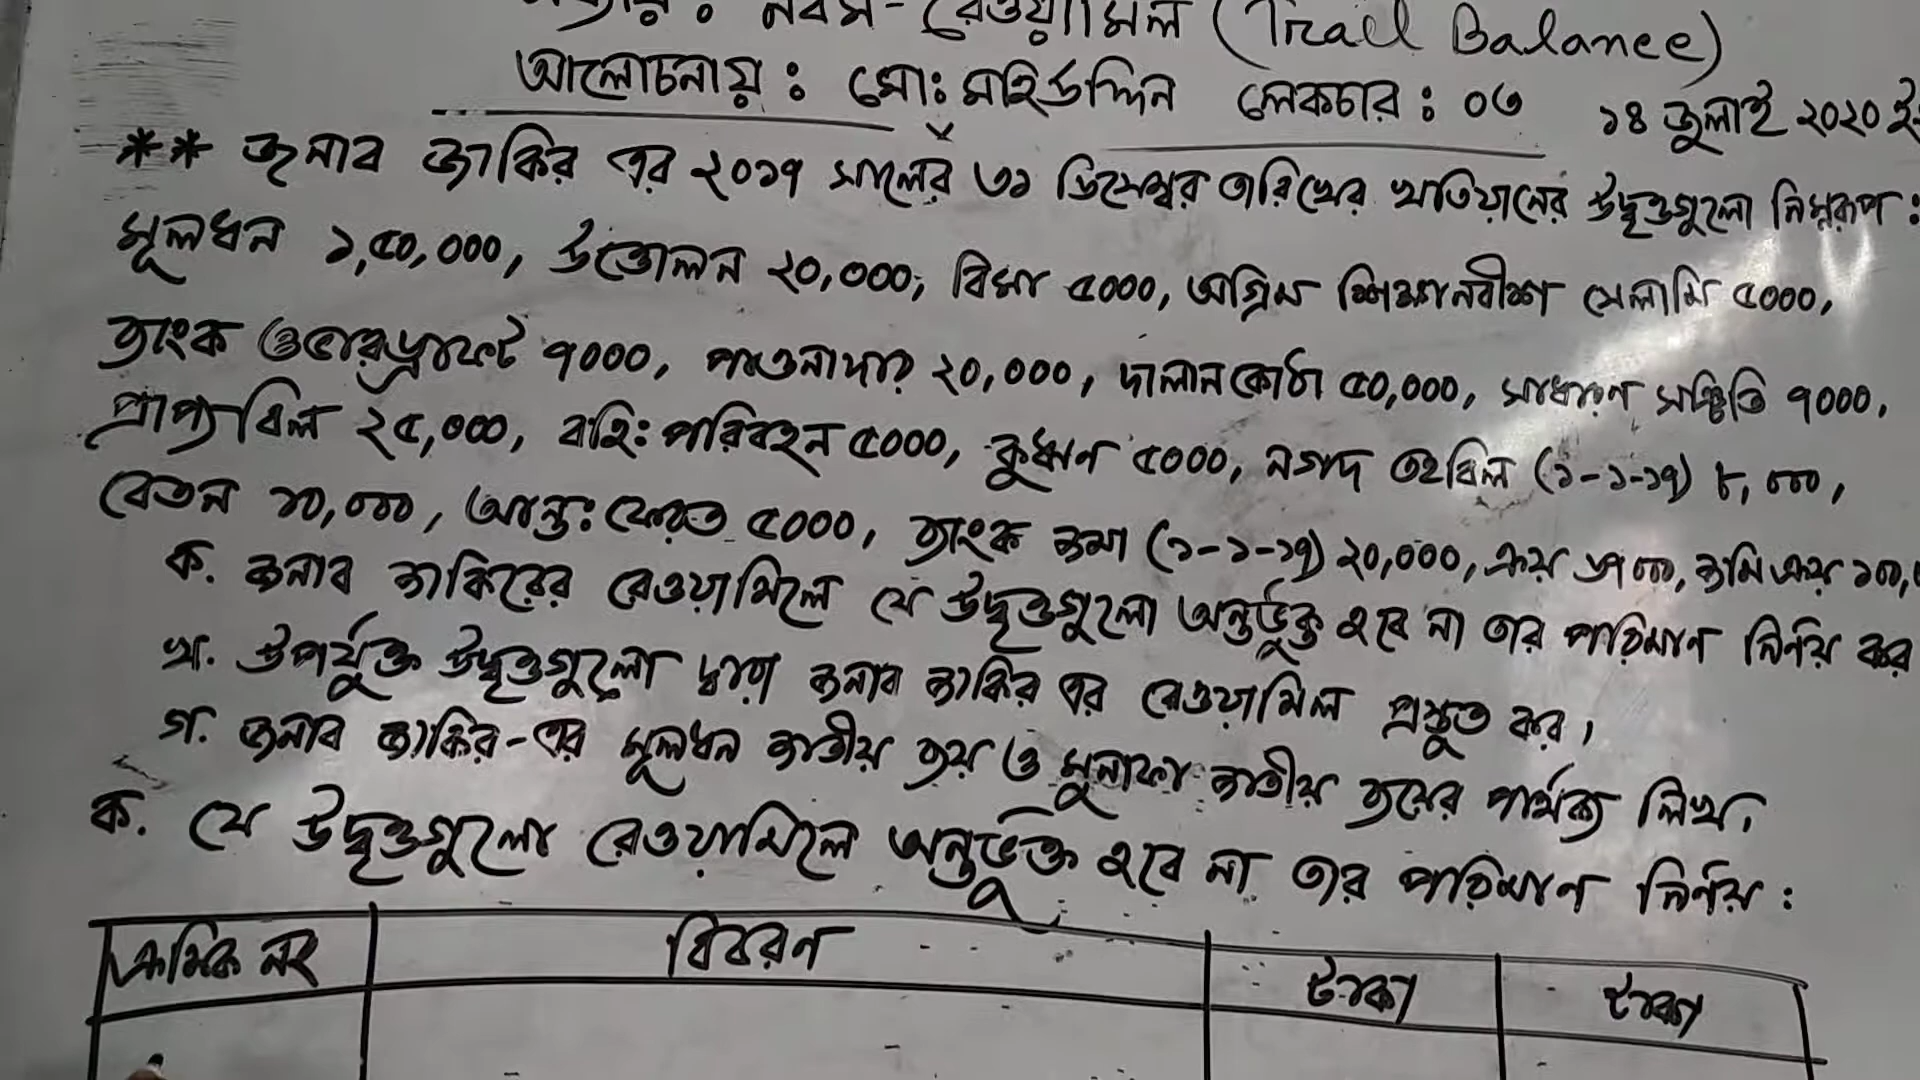 নবম - রেওয়ামিল (Trail Balance)
আলোচনায় : মোঃ মহিউদ্দিন লেকচার : ০৩ ১৪ জুলাই ২০২০ ইং
** জনাব জাকির এর ২০১৭ সালের ৩১ ডিসেম্বর তারিখের খতিয়ানের উদ্বৃত্তগুলো নিম্নরূপ :
মূলধন ১,৫০,০০০, উত্তোলন ২০,০০০, বিমা ৫০০০, অগ্রিম শিক্ষানবীশ সেলামি ৫০০০,
ব্যাংক ওভারড্রাফট ৭০০০, পাওনাদার ২০,০০০, দালানকোঠা ৫০,০০০, সাধারণ সঞ্চিতি ৭০০০,
প্রাপ্যবিল ২৫,০০০, বহিঃপরিবহন ৫০০০, কুঋণ ৫০০০, নগদ তহবিল (১-১-১৭) ৮,০০০,
বেতন ১০,০০০, আন্তঃফেরত ৫০০০, ব্যাংক জমা (১-১-১৭) ২০,০০০, ক্রয় জমি ক্রয়
ক. জনাব জাকিরের রেওয়ামিলে যে উদ্বৃত্তগুলো অন্তর্ভুক্ত হবে না তার পরিমাণ নির্ণয় কর
খ. উপর্যুক্ত উদ্বৃত্তগুলো দ্বারা জনাব জাকির এর রেওয়ামিল প্রস্তুত কর।
গ. জনাব জাকির-এর মূলধন জাতীয় ব্যয় ও মুনাফা জাতীয় ব্যয়ের পার্থক্য লিখ।
ক. যে উদ্বৃত্তগুলো রেওয়ামিলে অন্তর্ভুক্ত হবে না তার পরিমাণ নির্ণয় :
ক্রমিক নং বিবরণ টাকা টাকা